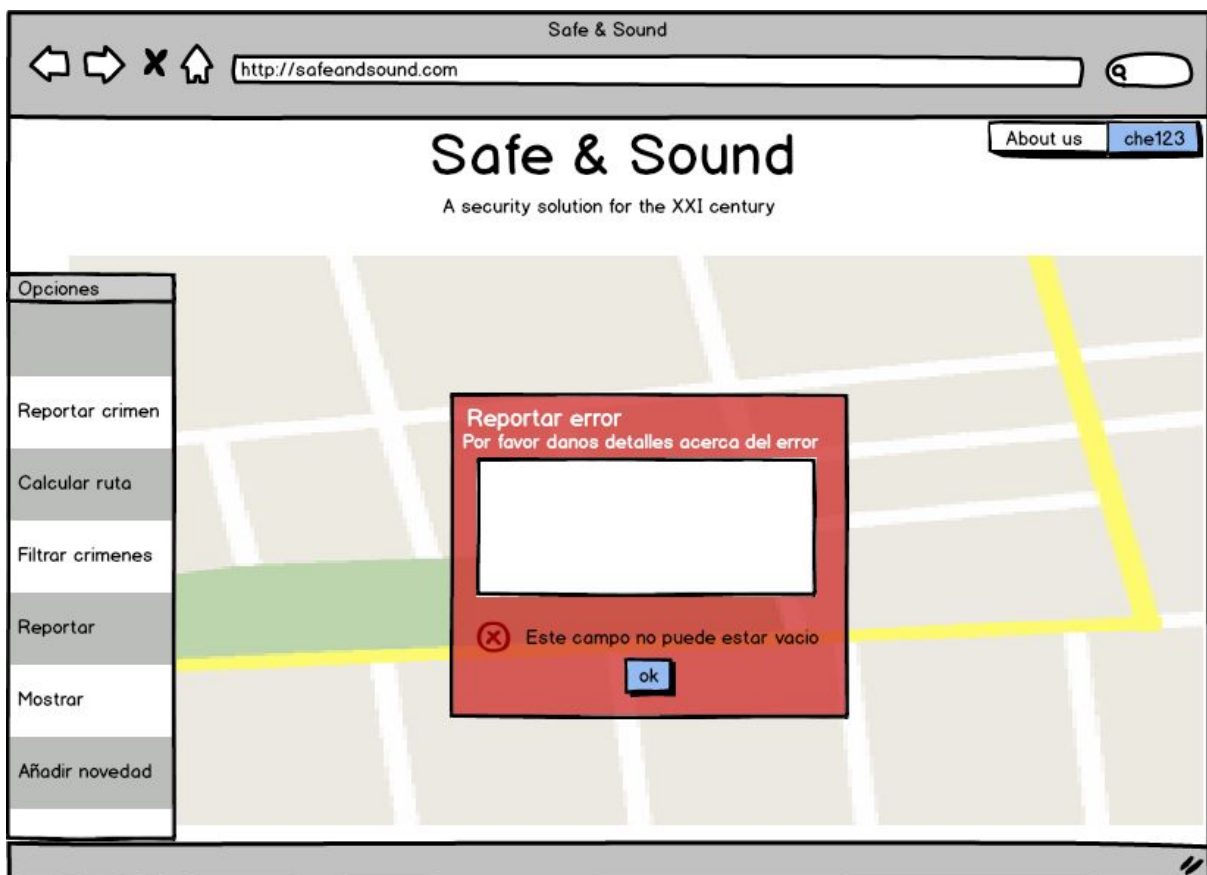 Safe & Sound
http://safeandsound.com
Safe & Sound
About us
che123
A security solution for the XXI century
Opciones
Reportar crimen
Calcular ruta
Filtrar crimenes
Reportar
Mostrar
Añadir novedad
Reportar error
Por favor danos detalles acerca del error
Este campo no puede estar vacio
ok